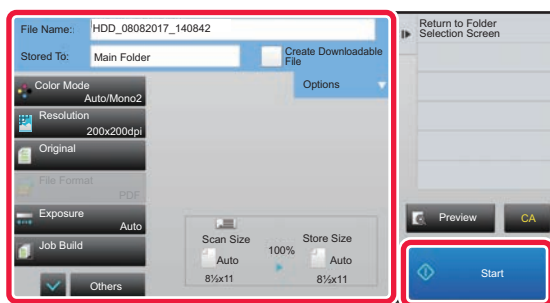 File Name::
HDD_08082017_140842
Stored To:
Main Folder
Create Downloadable
File
Options
Color Mode
Auto/Mono2
Resolution
200x200dpi
Original
File Format
PDF
Exposure
Auto
Job Build
Others
Scan Size
Auto
8½x11
100%
Store Size
Auto
8½x11
Return to Folder
Selection Screen
Preview
CA
Start